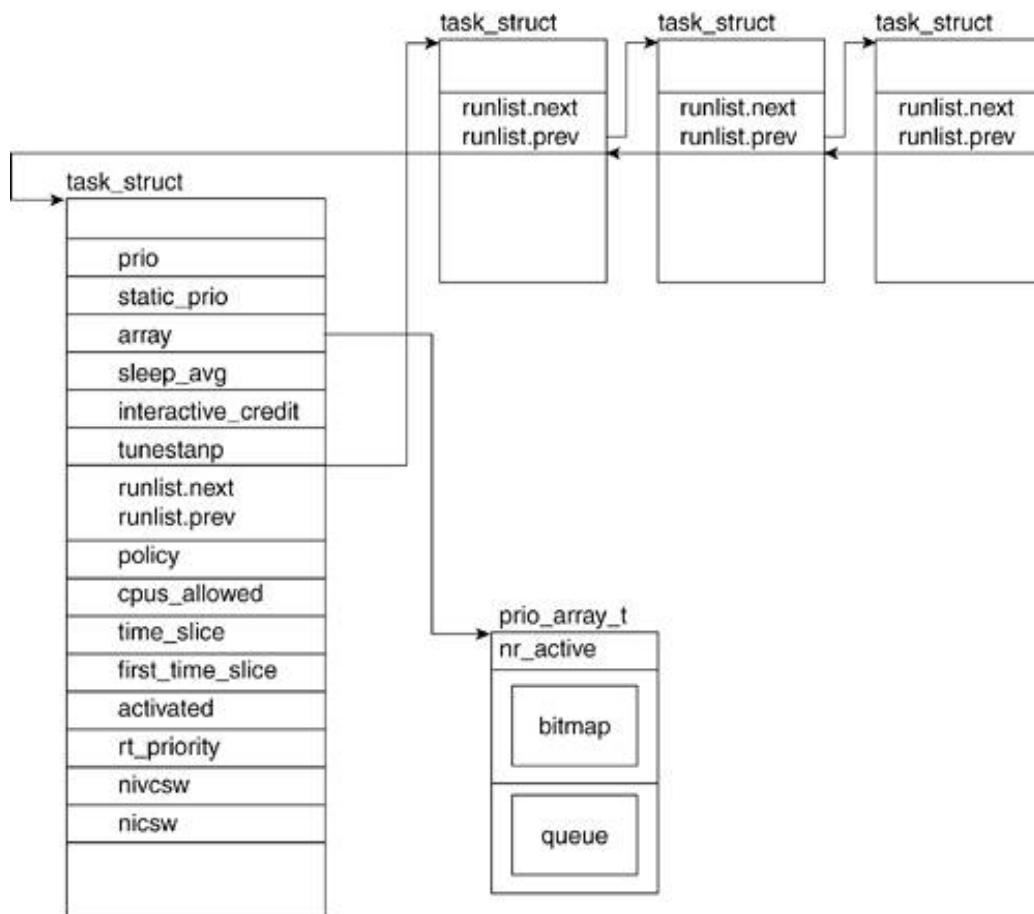 task_struct
task_struct
task_struct
runlist.next
runlist.prev
runlist.next
runlist.prev
runlist.next
runlist.prev
task_struct
prio
static_prio
array
sleep_avg
interactive_credit
tunestanp
runlist.next
runlist.prev
policy
cpus_allowed
time_slice
first_time_slice
activated
rt_priority
nivcsw
nicsw
prio_array_t
nr_active
bitmap
queue